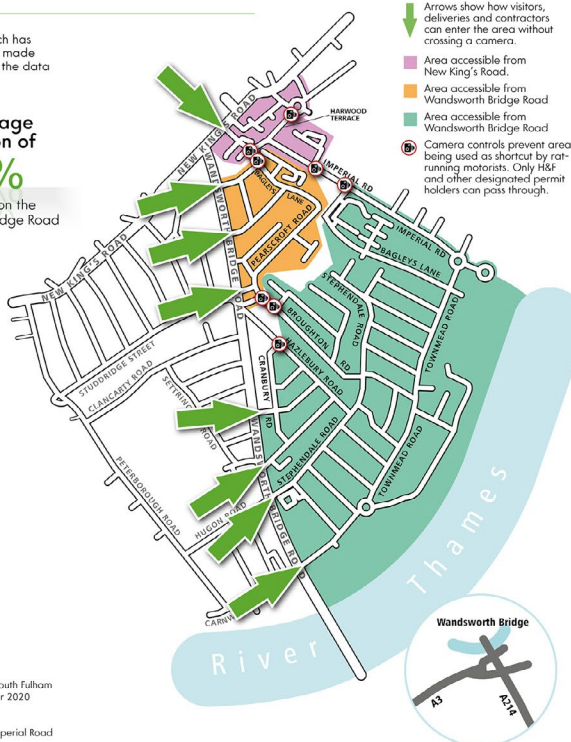 ch has
made
the data
age
on of
%
on the
dge Road
Arrows show how visitors,
deliveries and contractors
can enter the area without
crossing a camera.
Area accessible from
New King's Road.
Area accessible from
Wandsworth Bridge Road
Area accessible from
Wandsworth Bridge Road
Camera controls prevent area
being used as shortcut by rat-
running motorists. Only H&F
and other designated permit
holders can pass through.
HARWOOD
TERRACE
NEW KING'S ROAD
WANDSWORTH BRIDGE ROAD
IMPERIAL RD
BAGLEYS
LANE
PEARSCROFT ROAD
IMPERIAL RD
BAGLEYS LANE
NEW KING'S ROAD
STEPHENDALE ROAD
BROUGHTON
RD
TOWNMEAD ROAD
HAZLEBURY ROAD
CRANBURY
RD
STUDDRIDGE STREET
CLANCARTY ROAD
SETTRING
ROAD
WANDSWORTH BRIDGE ROAD
STEPHENDALE ROAD
TOWNMEAD ROAD
PETERBOROUGH ROAD
HUGON ROAD
CARNW
River Thames
Wandsworth Bridge
A3
A214
outh Fulham
r 2020
perial Road